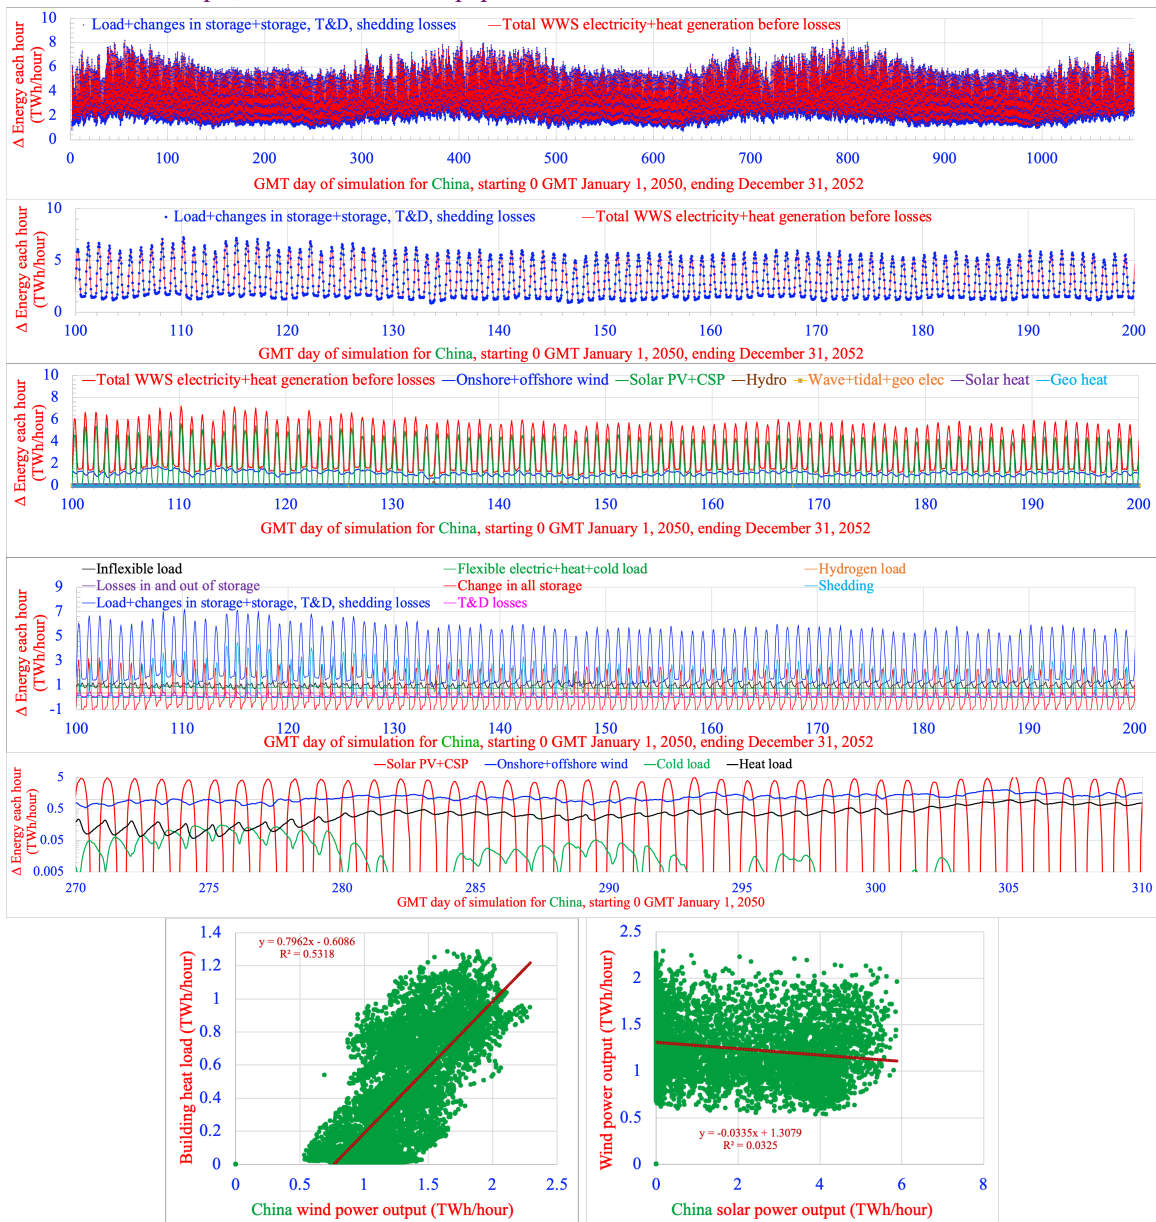 Load+changes in storage+storage, T&D, shedding losses —Total WWS electricity+heat generation before losses
Δ Energy each hour
(TWh/hour)
10
8
6
4
2
0
0 100 200 300 400 500 600 700 800 900 1000
GMT day of simulation for China, starting 0 GMT January 1, 2050, ending December 31, 2052
Load+changes in storage+storage, T&D, shedding losses —Total WWS electricity+heat generation before losses
Δ Energy each hour
(TWh/hour)
10
5
0
100 110 120 130 140 150 160 170 180 190 200
GMT day of simulation for China, starting 0 GMT January 1, 2050, ending December 31, 2052
—Total WWS electricity+heat generation before losses —Onshore+offshore wind —Solar PV+CSP —Hydro —Wave+tidal+geo elec —Solar heat —Geo heat
Δ Energy each hour
(TWh/hour)
10
8
6
4
2
0
100 110 120 130 140 150 160 170 180 190 200
GMT day of simulation for China, starting 0 GMT January 1, 2050, ending December 31, 2052
—Inflexible load —Flexible electric+heat+cold load —Hydrogen load
—Losses in and out of storage —Change in all storage —Shedding
—Load+changes in storage+storage, T&D, shedding losses —T&D losses
Δ Energy each hour
(TWh/hour)
9
7
5
3
1
-1
100 110 120 130 140 150 160 170 180 190 200
GMT day of simulation for China, starting 0 GMT January 1, 2050, ending December 31, 2052
—Solar PV+CSP —Onshore+offshore wind —Cold load —Heat load
Δ Energy each hour
(TWh/hour)
5
0.5
0.05
0.005
270 275 280 285 290 295 300 305 310
GMT day of simulation for China, starting 0 GMT January 1, 2050
Building heat load (TWh/hour)
1.4
1.2
1
0.8
0.6
0.4
0.2
0
y = 0.7962x - 0.6086
R² = 0.5318
0 0.5 1 1.5 2 2.5
China wind power output (TWh/hour)
Wind power output (TWh/hour)
2.5
2
1.5
1
0.5
0
y = -0.0335x + 1.3079
R² = 0.0325
0 2 4 6 8
China solar power output (TWh/hour)